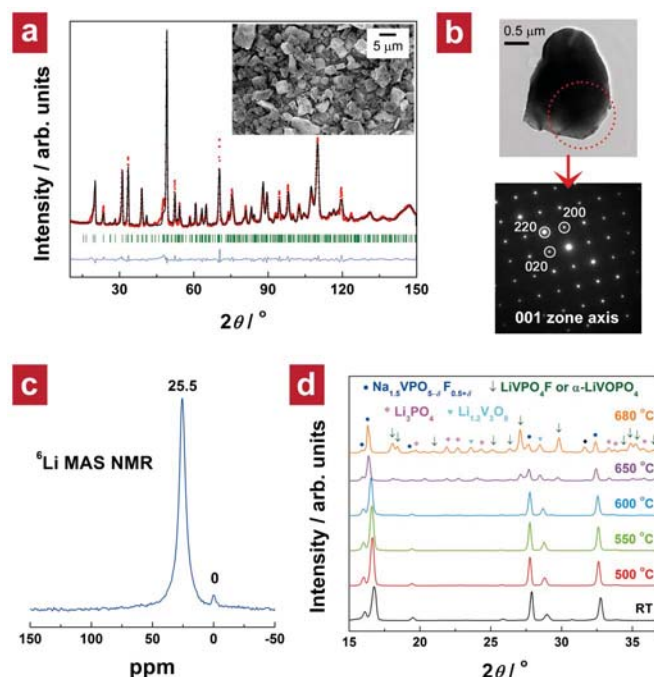 a
Intensity / arb. units
5 μm
30 60 90 120 150
2θ / °
b
0.5 μm
200
220
020
001 zone axis
c
25.5
⁶Li MAS NMR
0
150 100 50 0 -50
ppm
d
Na₁.₅VPO₅₋δF₀.₅₊δ LiVPO₄F or α-LiVOPO₄
Li₃PO₄ Li₁.₂V₃O₈ 680 °C
650 °C
600 °C
550 °C
500 °C
RT
Intensity / arb. units
15 20 25 30 35
2θ / °